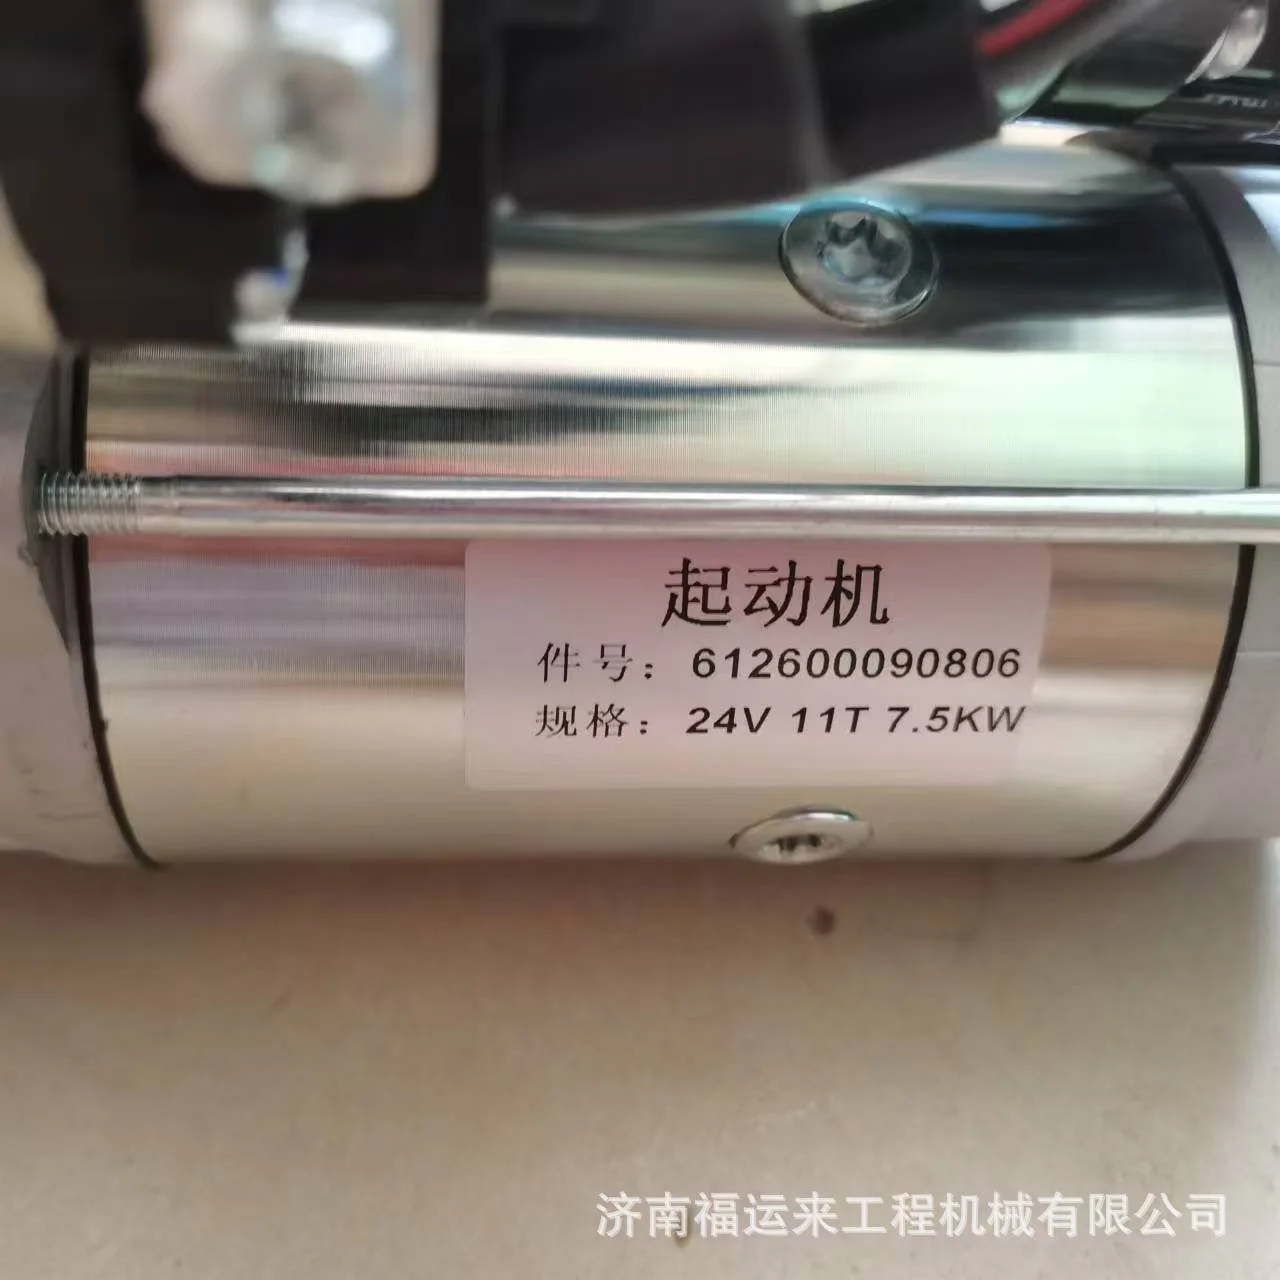 起动机
件号：612600090806
规格：24V 11T 7.5KW
济南福运来工程机械有限公司